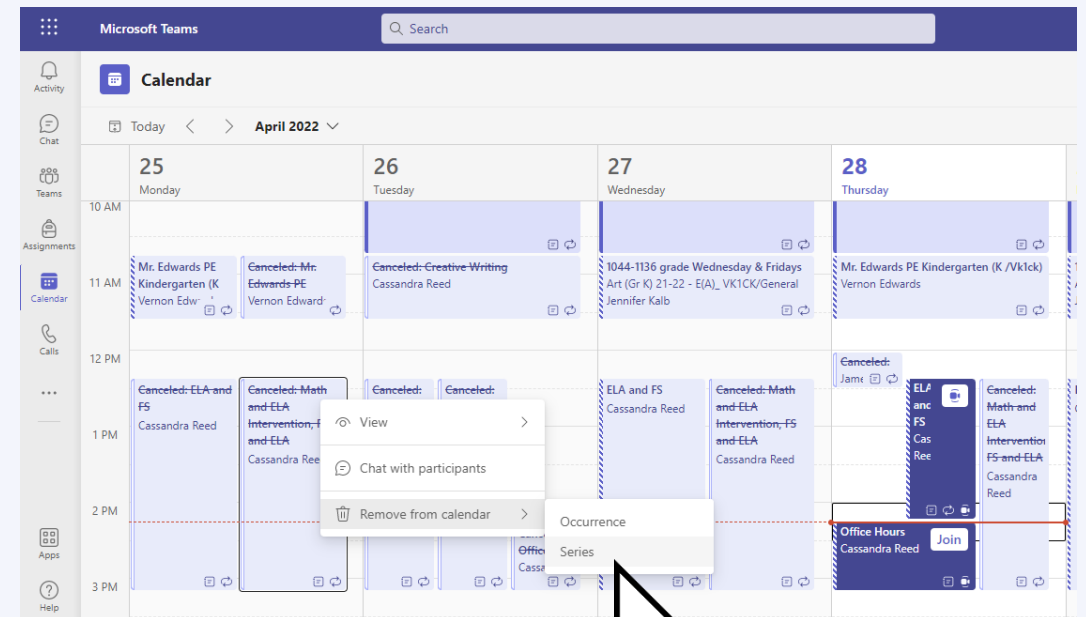 Microsoft Teams
Search
Activity
Chat
Teams
Assignments
Calendar
Calls
Apps
Help
Calendar
Today
April 2022
25
Monday
26
Tuesday
27
Wednesday
28
Thursday
10 AM
11 AM
12 PM
1 PM
2 PM
3 PM
Mr. Edwards PE
Kindergarten (K
Vernon Edw
Canceled: Mr.
Edwards PE
Vernon Edward
Canceled: ELA and
FS
Cassandra Reed
Canceled: Math
and ELA
Intervention, F
and ELA
Cassandra Ree
Canceled: Creative Writing
Cassandra Reed
Canceled:
Canceled:
Offic
Cassa
View
Chat with participants
Remove from calendar
Occurrence
Series
1044-1136 grade Wednesday & Fridays
Art (Gr K) 21-22 - E(A)_ VK1CK/General
Jennifer Kalb
ELA and FS
Cassandra Reed
Canceled: Math
and ELA
Intervention, FS
and ELA
Cassandra Reed
Mr. Edwards PE Kindergarten (K /Vk1ck)
Vernon Edwards
Canceled:
Jame
ELA
and
FS
Cas
Ree
Canceled:
Math and
ELA
Interventio
FS and ELA
Cassandra
Reed
Office Hours
Cassandra Reed
Join